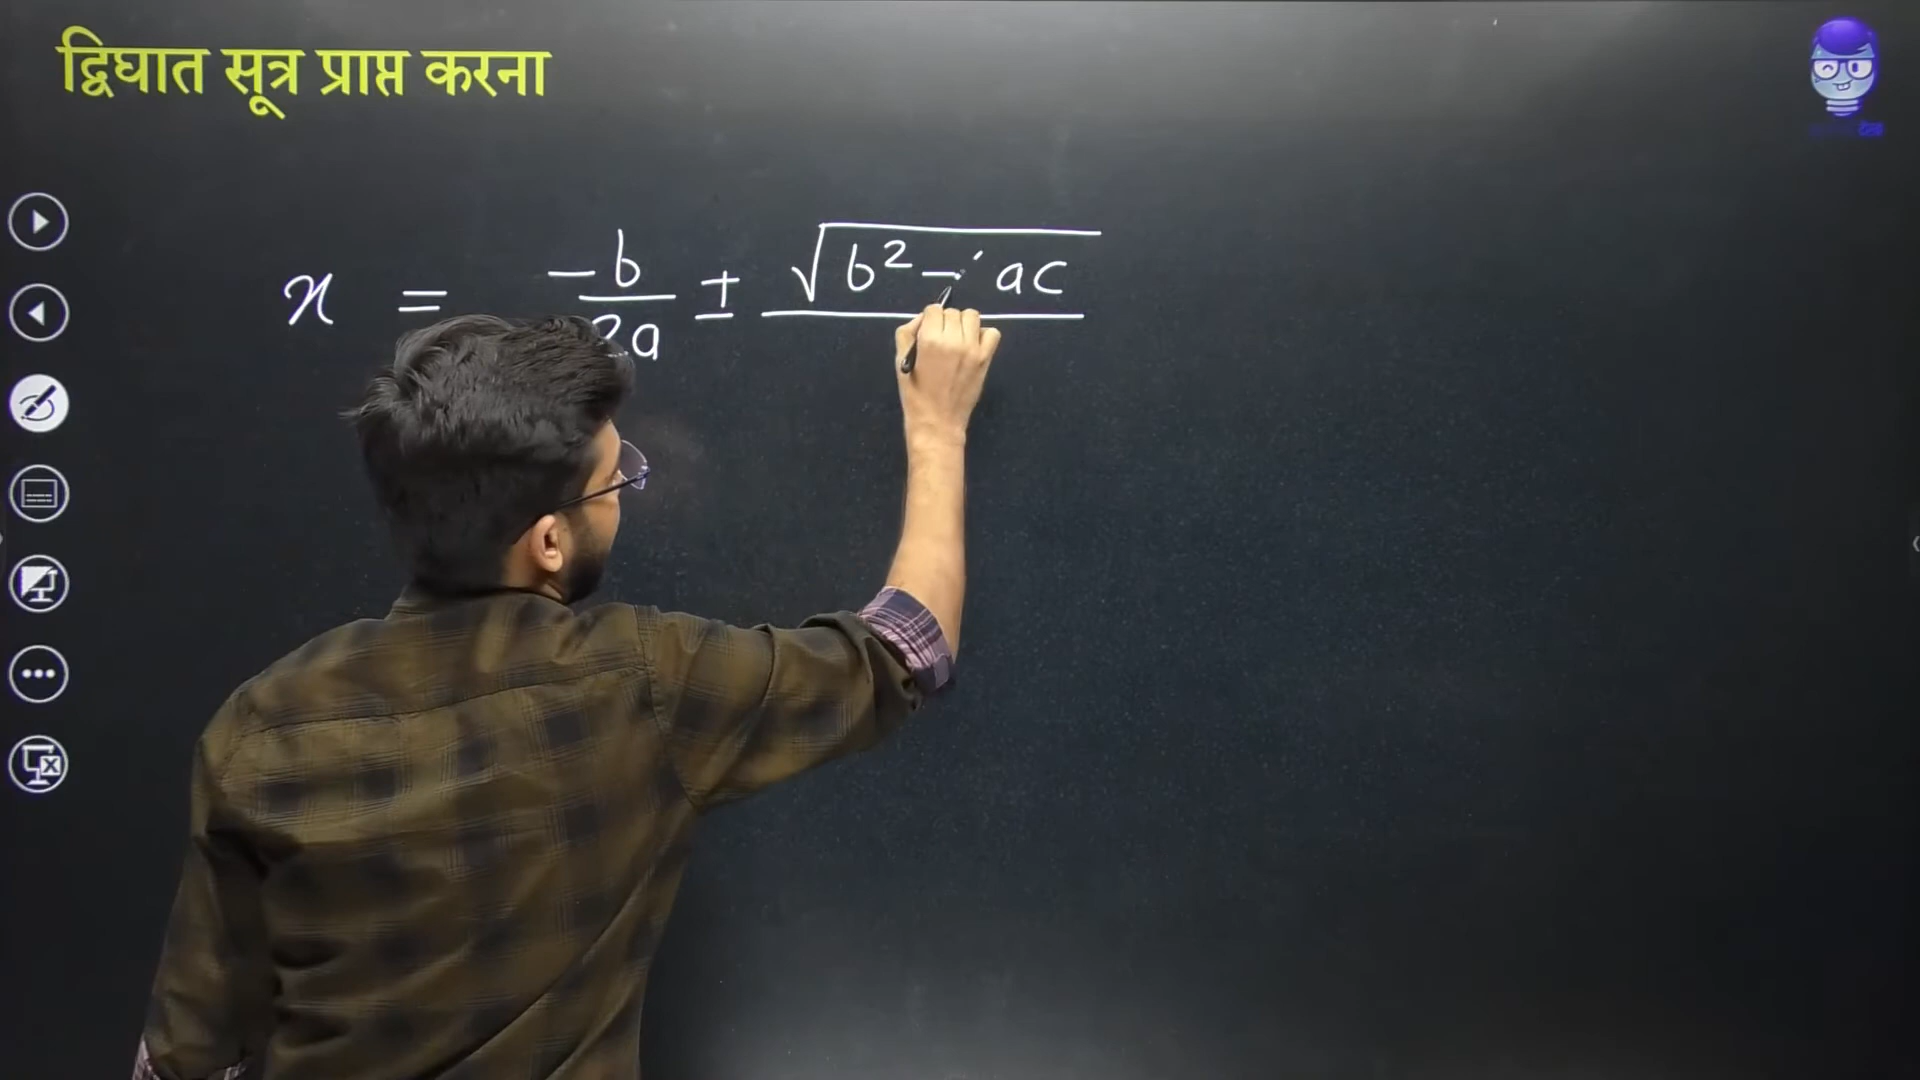 द्विघात सूत्र प्राप्त करना
x = -b/2a ± √(b² - ac)